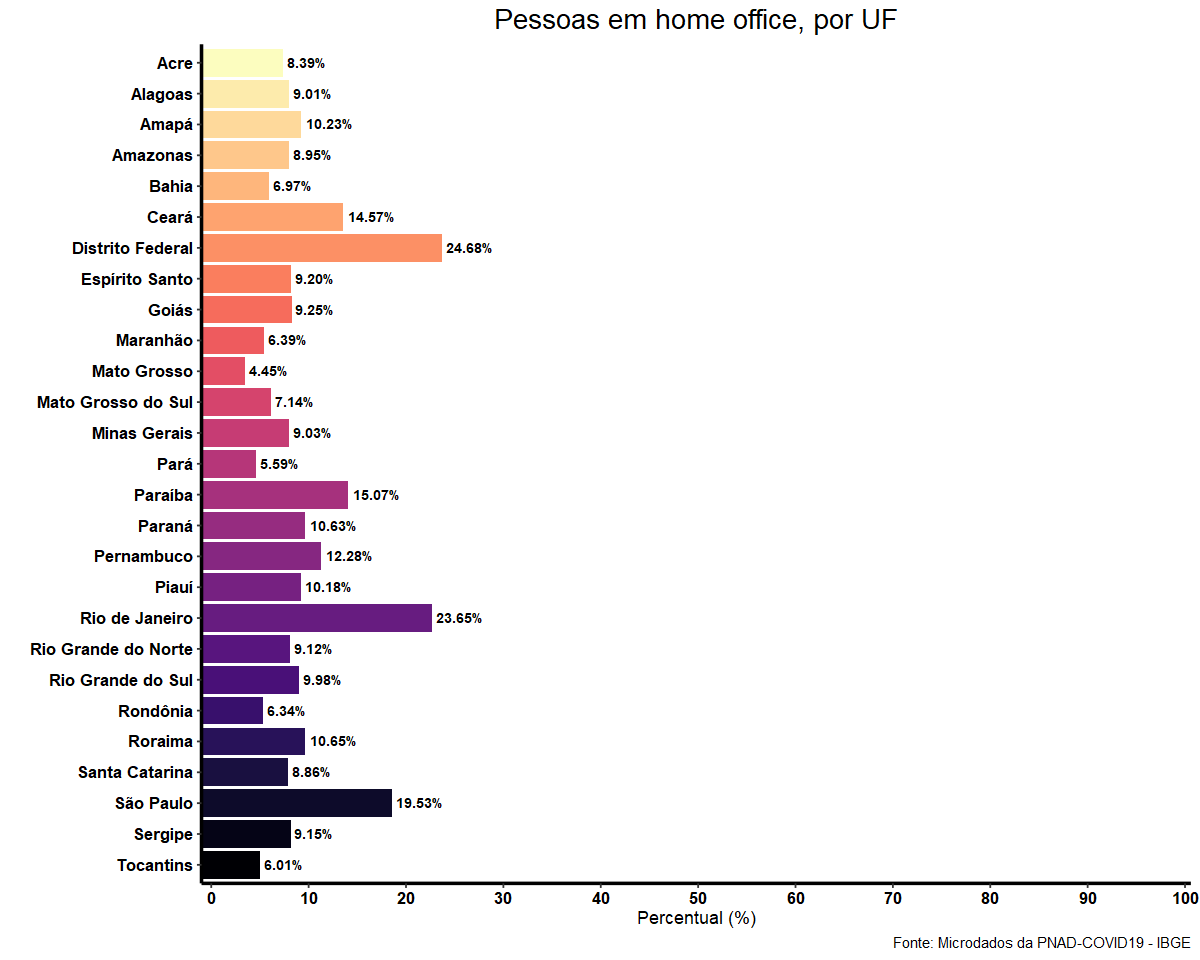 Pessoas em home office, por UF
Acre 8.39%
Alagoas 9.01%
Amapá 10.23%
Amazonas 8.95%
Bahia 6.97%
Ceará 14.57%
Distrito Federal 24.68%
Espírito Santo 9.20%
Goiás 9.25%
Maranhão 6.39%
Mato Grosso 4.45%
Mato Grosso do Sul 7.14%
Minas Gerais 9.03%
Pará 5.59%
Paraíba 15.07%
Paraná 10.63%
Pernambuco 12.28%
Piauí 10.18%
Rio de Janeiro 23.65%
Rio Grande do Norte 9.12%
Rio Grande do Sul 9.98%
Rondônia 6.34%
Roraima 10.65%
Santa Catarina 8.86%
São Paulo 19.53%
Sergipe 9.15%
Tocantins 6.01%
0 10 20 30 40 50 60 70 80 90 100
Percentual (%)
Fonte: Microdados da PNAD-COVID19 - IBGE